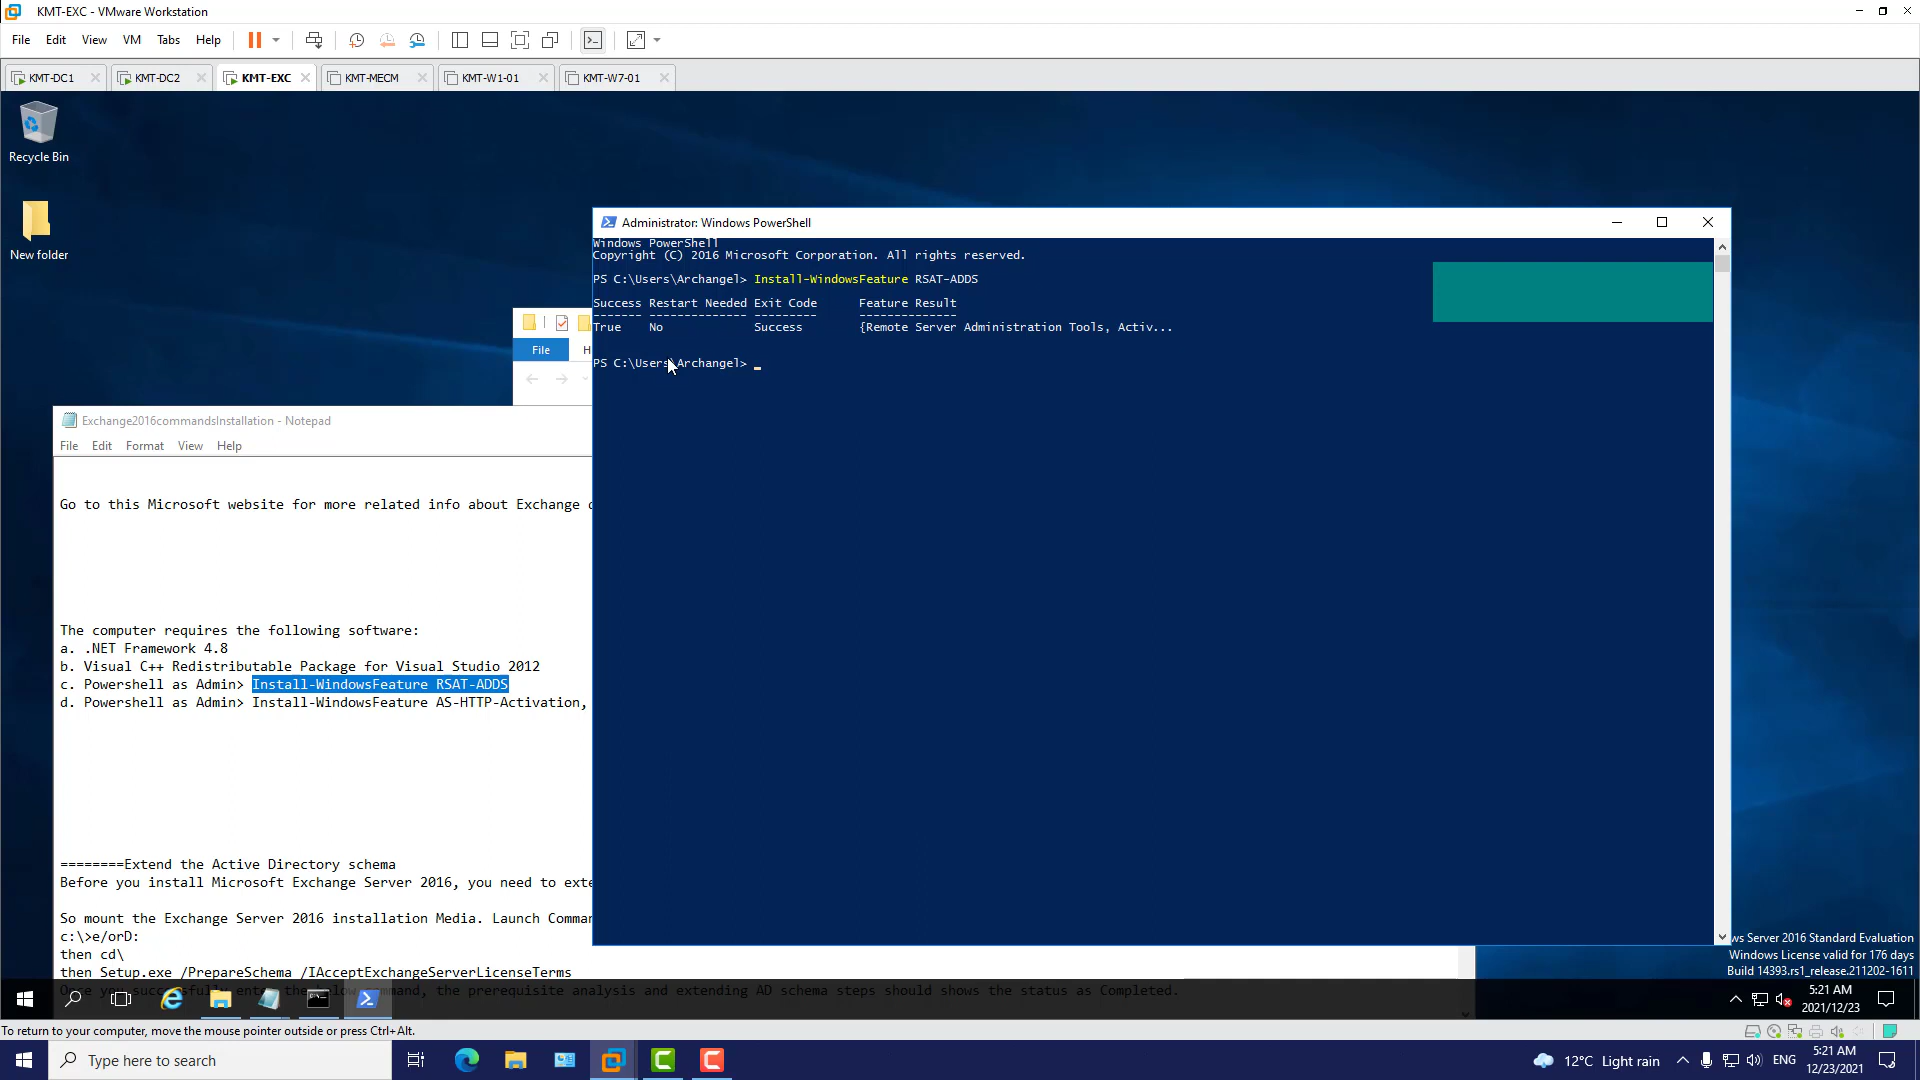 KMT-EXC - VMware Workstation
File Edit View VM Tabs Help
KMT-DC1 KMT-DC2 KMT-EXC KMT-MECM KMT-W1-01 KMT-W7-01
Recycle Bin
New folder
Administrator: Windows PowerShell
Windows PowerShell
Copyright (C) 2016 Microsoft Corporation. All rights reserved.
PS C:\Users\Archangel> Install-WindowsFeature RSAT-ADDS
Success Restart Needed Exit Code Feature Result
------- -------------- --------- --------------
True No Success {Remote Server Administration Tools, Activ...
PS C:\Users\Archangel> _
File H
Exchange2016commandsInstallation - Notepad
File Edit Format View Help
Go to this Microsoft website for more related info about Exchange
The computer requires the following software:
a. .NET Framework 4.8
b. Visual C++ Redistributable Package for Visual Studio 2012
c. Powershell as Admin> Install-WindowsFeature RSAT-ADDS
d. Powershell as Admin> Install-WindowsFeature AS-HTTP-Activation,
========Extend the Active Directory schema
Before you install Microsoft Exchange Server 2016, you need to exte
So mount the Exchange Server 2016 installation Media. Launch Comman
c:\>e/orD:
then cd\
then Setup.exe /PrepareSchema /IAcceptExchangeServerLicenseTerms
command, the prerequisite analysis and extending AD schema steps should shows the status as Completed.
ws Server 2016 Standard Evaluation
Windows License valid for 176 days
Build 14393.rs1_release.211202-1611
5:21 AM
2021/12/23
To return to your computer, move the mouse pointer outside or press Ctrl+Alt.
Type here to search
12°C Light rain
ENG
5:21 AM
12/23/2021